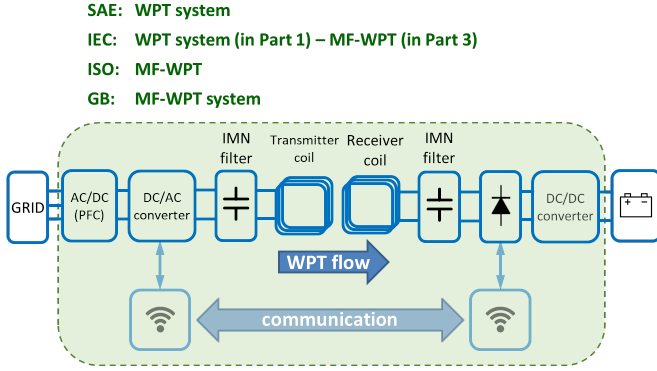 SAE: WPT system
IEC: WPT system (in Part 1) – MF-WPT (in Part 3)
ISO: MF-WPT
GB: MF-WPT system
IMN
filter
Transmitter
coil
Receiver
coil
IMN
filter
GRID
AC/DC
(PFC)
DC/AC
converter
DC/DC
converter
+ −
WPT flow
communication